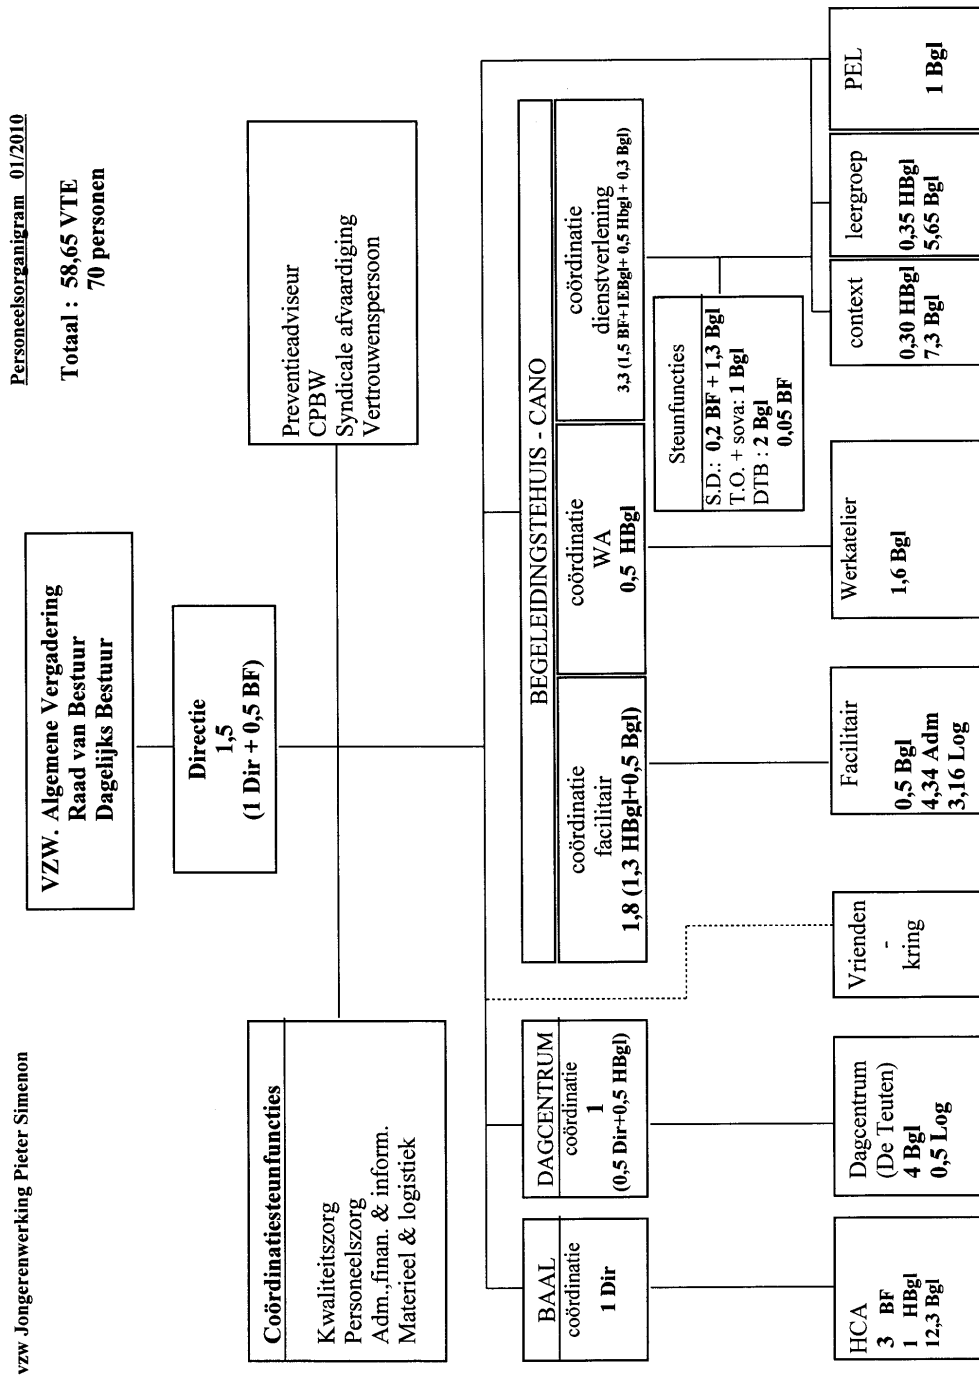 vzw Jongerenwerking Pieter Simenon
Personeelsorganigram 01/2010
Totaal : 58,65 VTE
70 personen
VZW. Algemene Vergadering
Raad van Bestuur
Dagelijks Bestuur
Directie
1,5
(1 Dir + 0,5 BF)
Coördinatiesteunfuncties
Kwaliteitszorg
Personeelszorg
Adm.,finan. & inform.
Materieel & logistiek
Preventieadviseur
CPBW
Syndicale afvaardiging
Vertrouwenspersoon
BAAL
coördinatie
1 Dir
DAGCENTRUM
coördinatie
1
(0,5 Dir+0,5 HBgl)
BEGELEIDINGSTEHUIS - CANO
coördinatie
facilitair
1,8 (1,3 HBgl+0,5 Bgl)
coördinatie
WA
0,5 HBgl
coördinatie
dienstverlening
3,3 (1,5 BF+1EBgl+ 0,5 Hbgl + 0,3 Bgl)
Steunfuncties
S.D.: 0,2 BF + 1,3 Bgl
T.O. + sova: 1 Bgl
DTB : 2 Bgl
0,05 BF
HCA
3 BF
1 HBgl
12,3 Bgl
Dagcentrum
(De Teuten)
4 Bgl
0,5 Log
Vrienden
-
kring
Facilitair
0,5 Bgl
4,34 Adm
3,16 Log
Werkatelier
1,6 Bgl
context
0,30 HBgl
7,3 Bgl
leergroep
0,35 HBgl
5,65 Bgl
PEL
1 Bgl